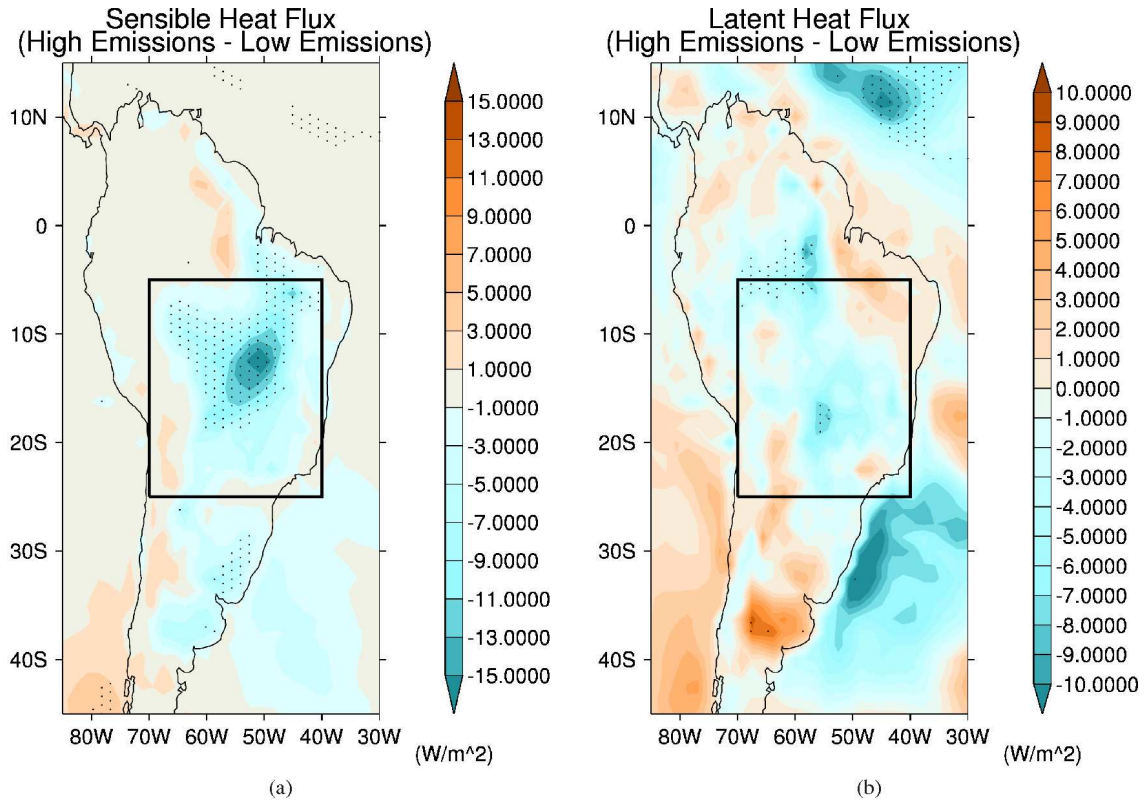 Sensible Heat Flux
(High Emissions - Low Emissions)
10N
0
10S
20S
30S
40S
80W 70W 60W 50W 40W 30W
15.0000
13.0000
11.0000
9.0000
7.0000
5.0000
3.0000
1.0000
-1.0000
-3.0000
-5.0000
-7.0000
-9.0000
-11.0000
-13.0000
-15.0000
(W/m^2)
(a)
Latent Heat Flux
(High Emissions - Low Emissions)
10N
0
10S
20S
30S
40S
80W 70W 60W 50W 40W 30W
10.0000
9.0000
8.0000
7.0000
6.0000
5.0000
4.0000
3.0000
2.0000
1.0000
0.0000
-1.0000
-2.0000
-3.0000
-4.0000
-5.0000
-6.0000
-7.0000
-8.0000
-9.0000
-10.0000
(W/m^2)
(b)